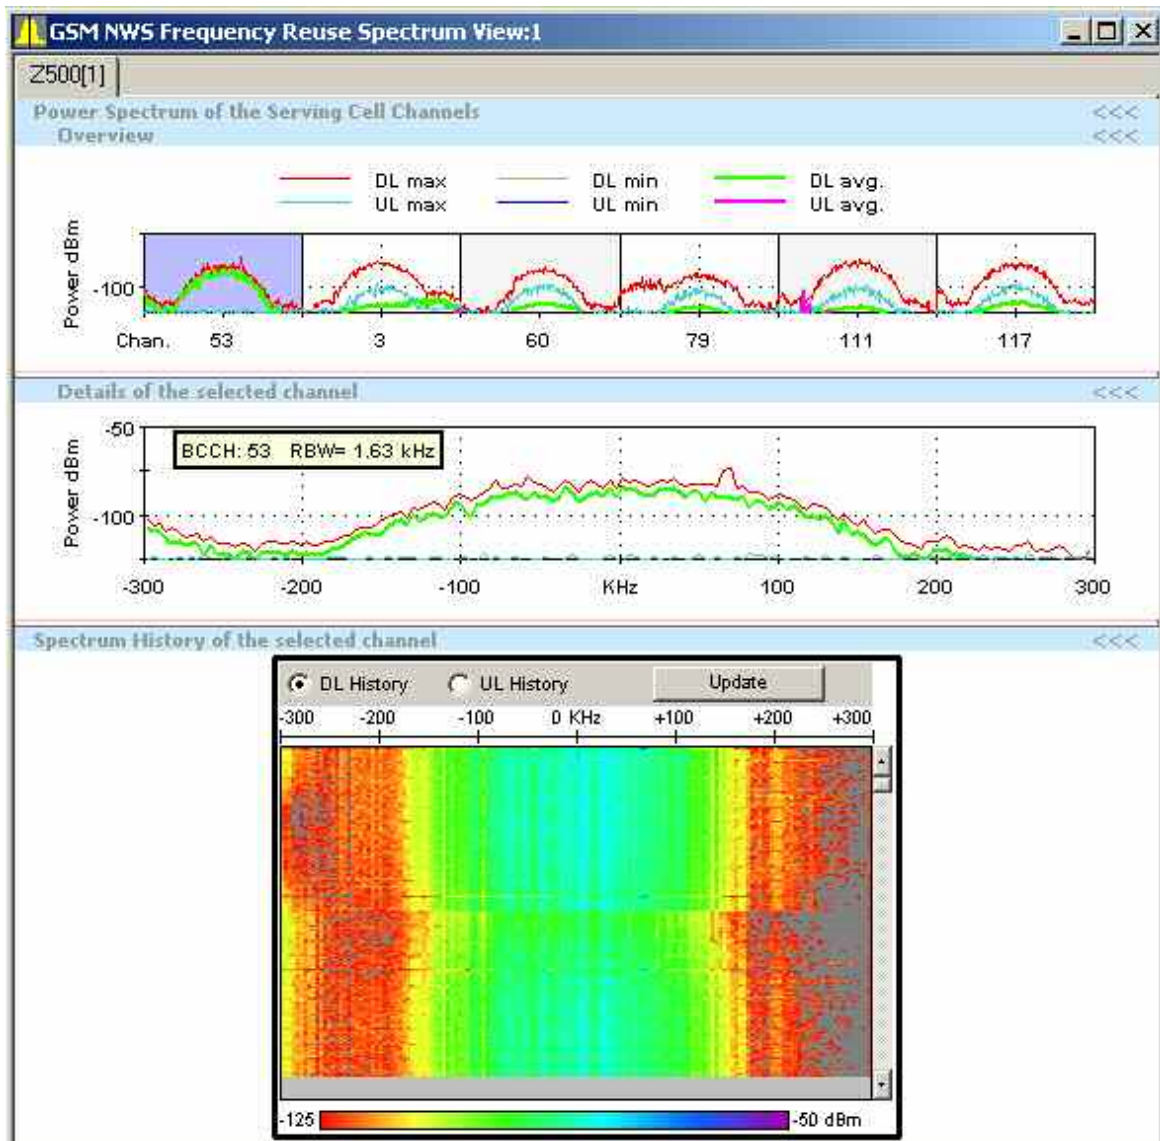 GSM NWS Frequency Reuse Spectrum View:1
Z500[1]
Power Spectrum of the Serving Cell Channels <<<
Overview <<<
DL max DL min DL avg.
UL max UL min UL avg.
Power dBm
-100
Chan. 53 3 60 79 111 117
Details of the selected channel <<<
-50
BCCH: 53 RBW= 1.63 kHz
Power dBm
-100
-300 -200 -100 KHz 100 200 300
Spectrum History of the selected channel <<<
DL History UL History Update
-300 -200 -100 0 KHz +100 +200 +300
-125 -50 dBm